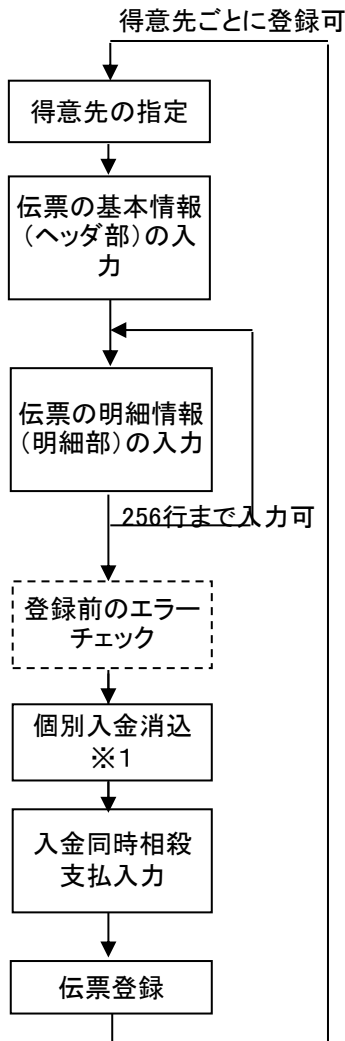 得意先ごとに登録可
得意先の指定
伝票の基本情報
（ヘッダ部）の入
力
伝票の明細情報
（明細部）の入力
256行まで入力可
登録前のエラー
チェック
個別入金消込
※1
入金同時相殺
支払入力
伝票登録